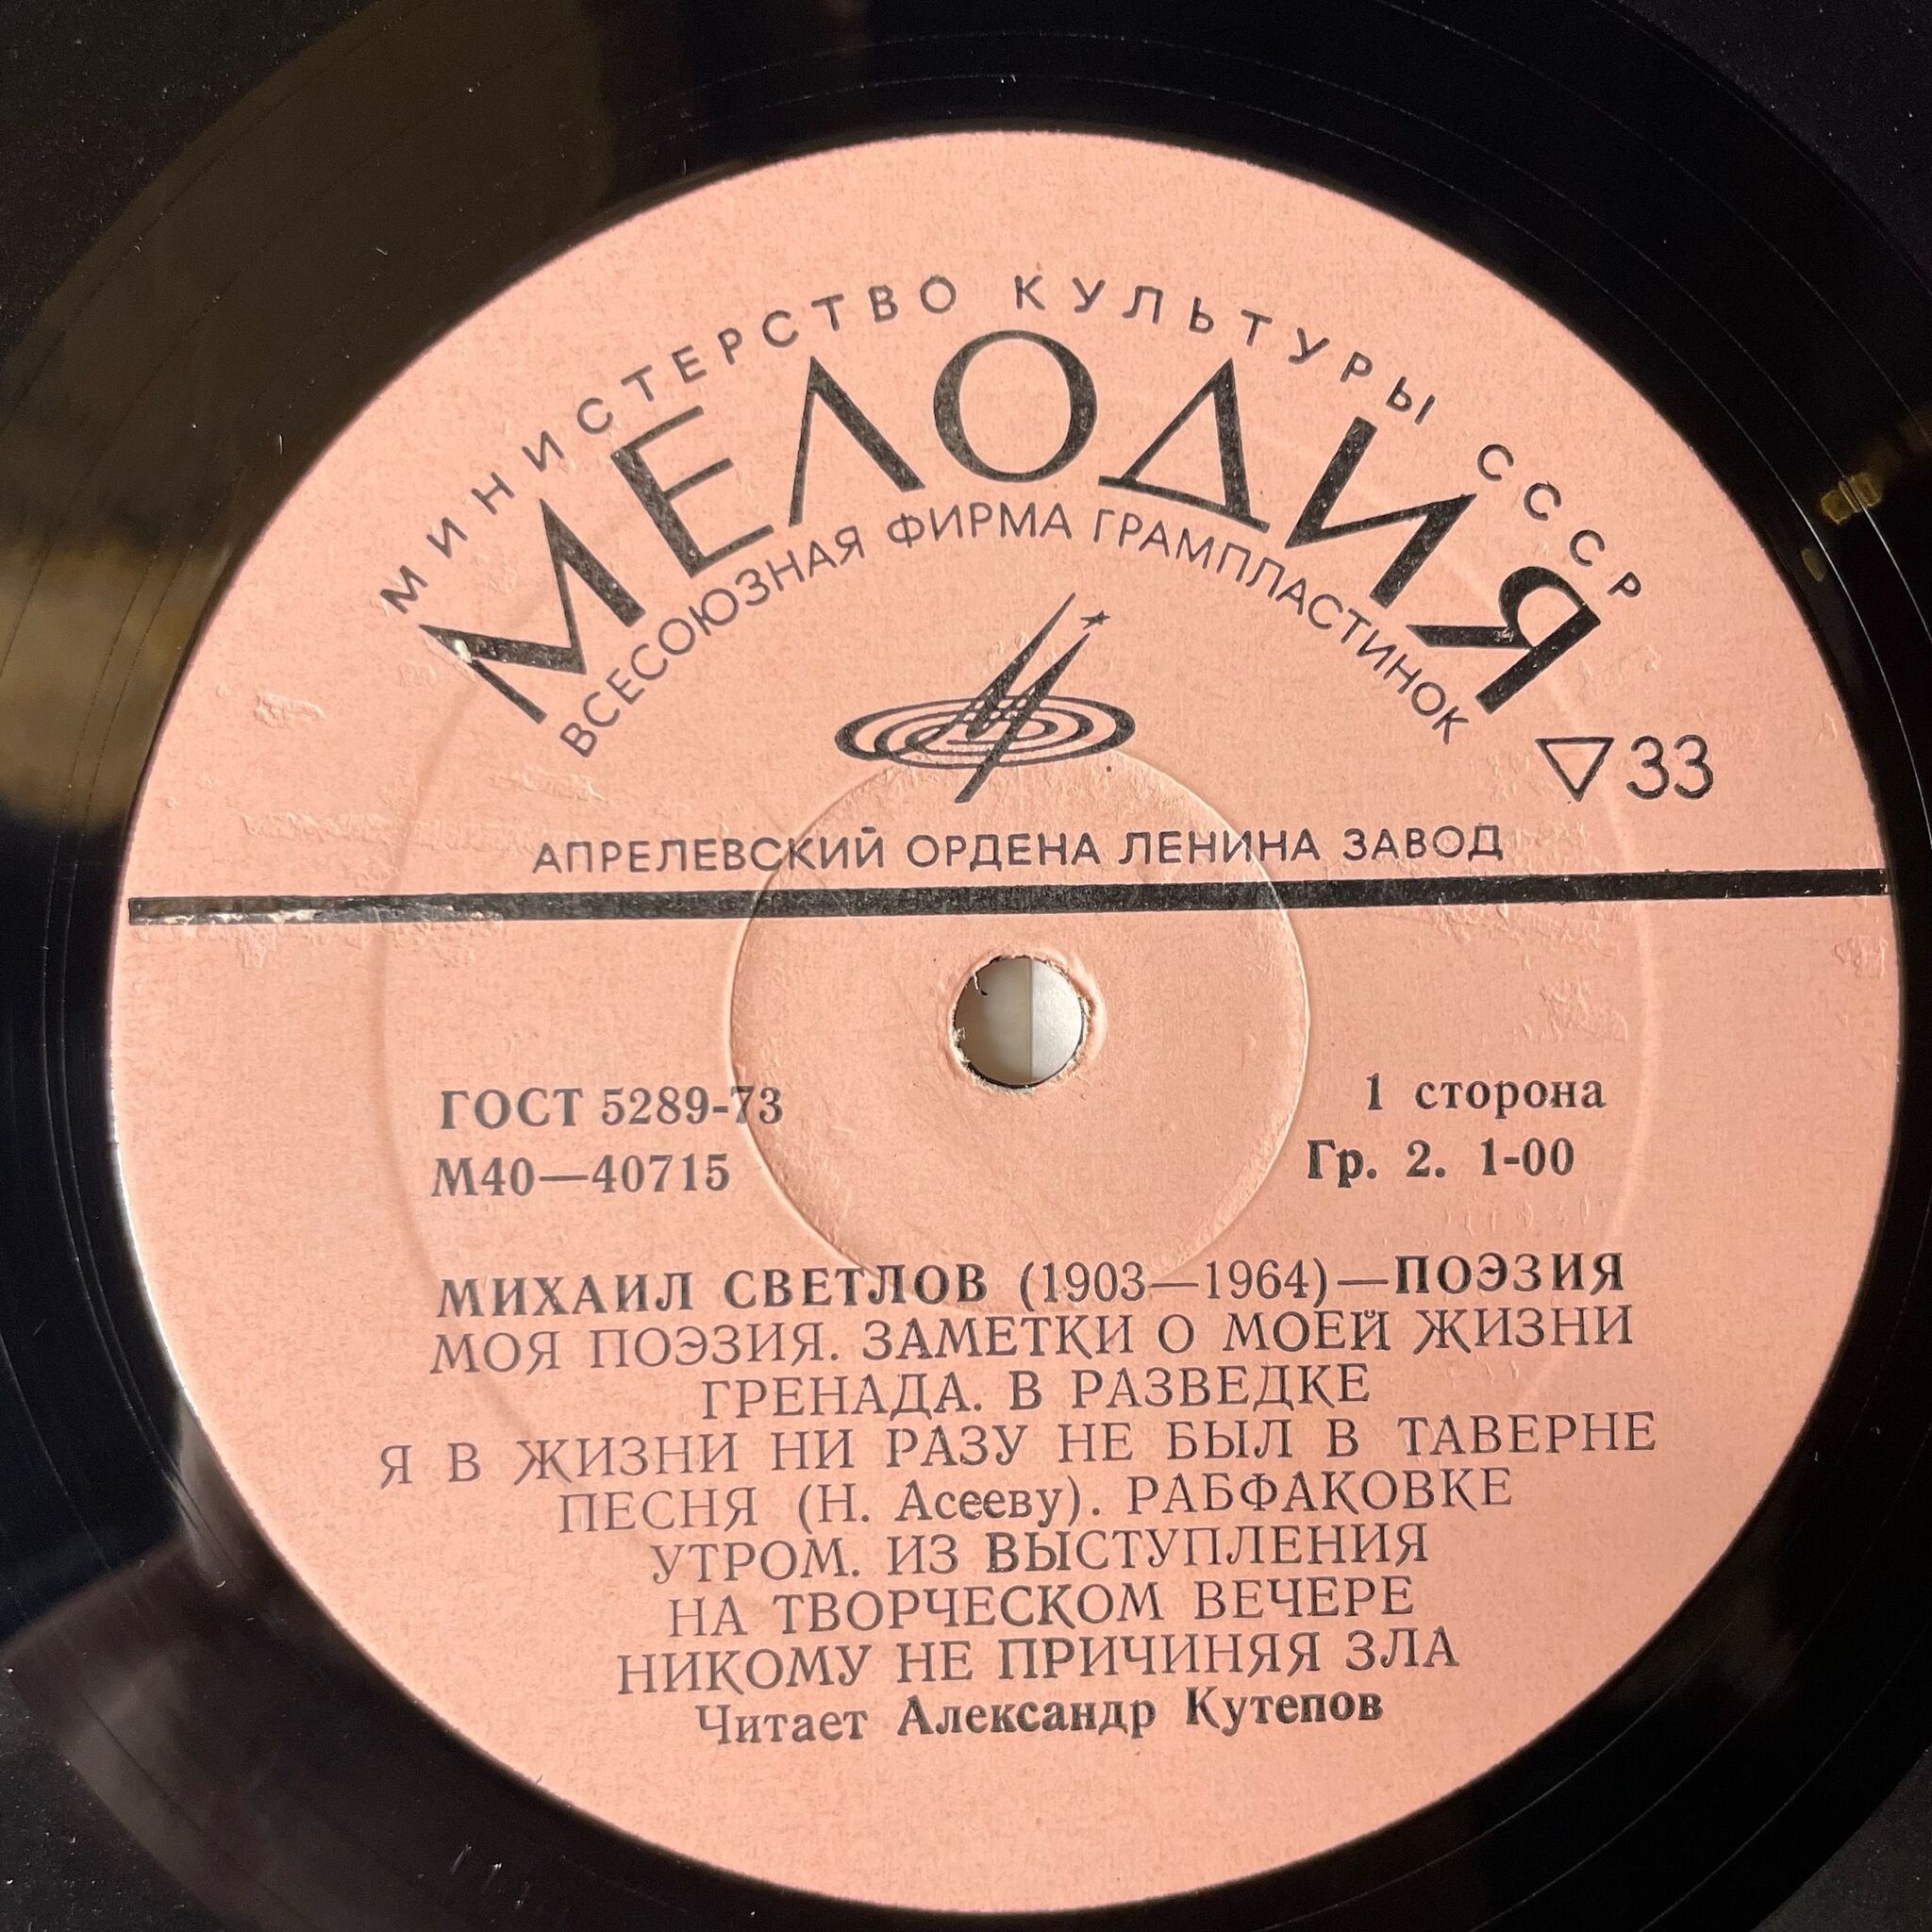 МИНИСТЕРСТВО КУЛЬТУРЫ СССР
МЕЛОДИЯ
ВСЕСОЮЗНАЯ ФИРМА ГРАМПЛАСТИНОК
▽33
АПРЕЛЕВСКИЙ ОРДЕНА ЛЕНИНА ЗАВОД
ГОСТ 5289-73
1 сторона
М40—40715
Гр. 2. 1-00
МИХАИЛ СВЕТЛОВ (1903—1964)—ПОЭЗИЯ
МОЯ ПОЭЗИЯ. ЗАМЕТКИ О МОЕЙ ЖИЗНИ
ГРЕНАДА. В РАЗВЕДКЕ
Я В ЖИЗНИ НИ РАЗУ НЕ БЫЛ В ТАВЕРНЕ
ПЕСНЯ (Н. Асееву). РАБФАКОВКЕ
УТРОМ. ИЗ ВЫСТУПЛЕНИЯ
НА ТВОРЧЕСКОМ ВЕЧЕРЕ
НИКОМУ НЕ ПРИЧИНЯЯ ЗЛА
Читает Александр Кутепов